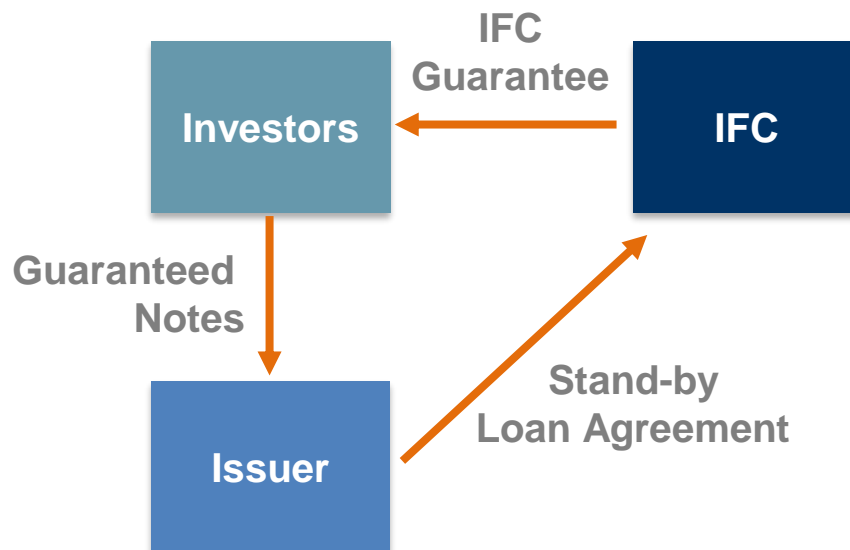 IFC
Guarantee
Investors
IFC
Guaranteed
Notes
Stand-by
Loan Agreement
Issuer